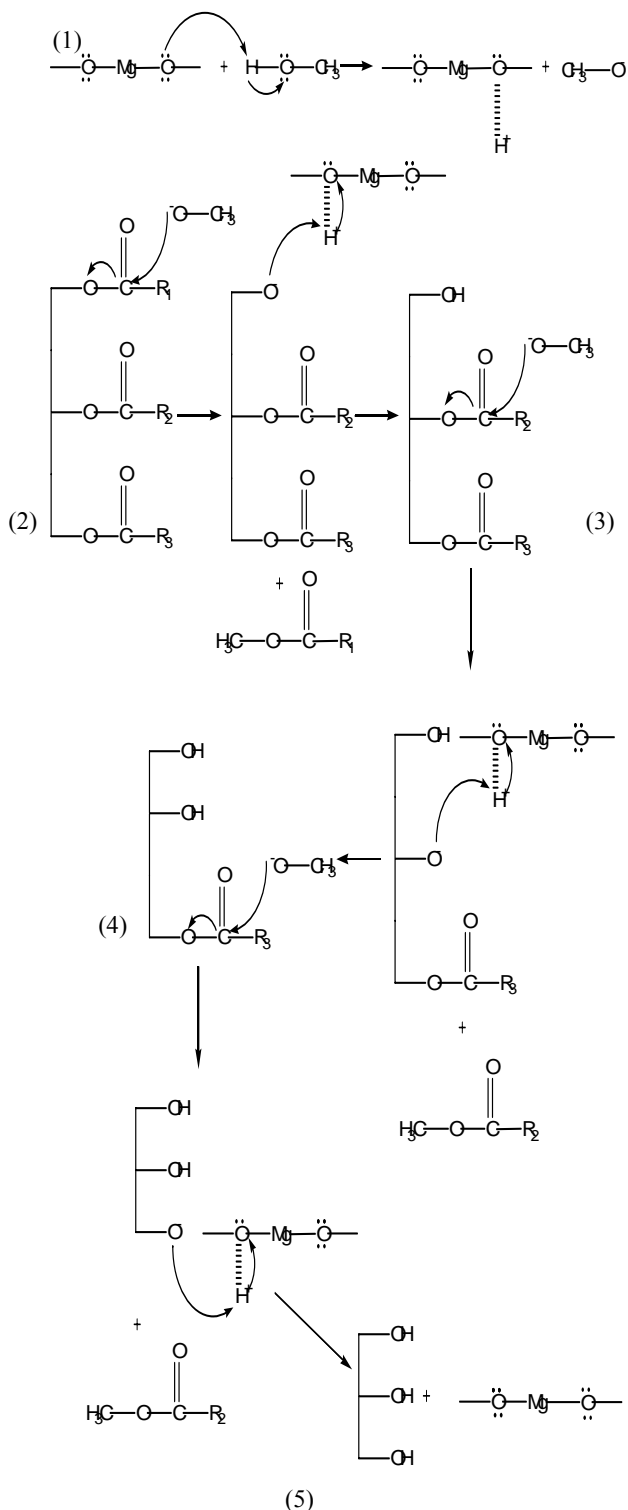 (1)
—Ö—Mg—Ö— + H—Ö—CH3 → —Ö—Mg—Ö— + CH3—O-
H+
—Ö—Mg—Ö—
H+
O -O—CH3
O—C—R1 O- OH
O O O -O—CH3
O—C—R2 O—C—R2 O—C—R2
O O O
(2) (3)
O—C—R3 O—C—R3 O—C—R3
+ O
H3C—O—C—R1
OH —Ö—Mg—Ö—
OH
H+
OH
O -O—CH3 O-
(4) O
O—C—R3
O—C—R3
+
O
OH
H3C—O—C—R2
OH
O- —Ö—Mg—Ö—
H+
+
O OH
H3C—O—C—R2 OH + —Ö—Mg—Ö—
OH
(5)